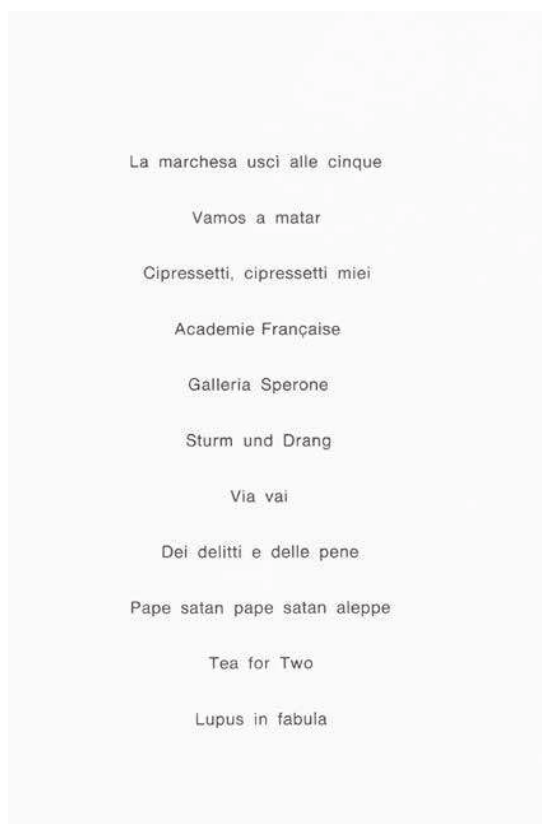 La marchesa uscì alle cinque
Vamos a matar
Cipressetti, cipressetti miei
Academie Française
Galleria Sperone
Sturm und Drang
Via vai
Dei delitti e delle pene
Pape satan pape satan aleppe
Tea for Two
Lupus in fabula